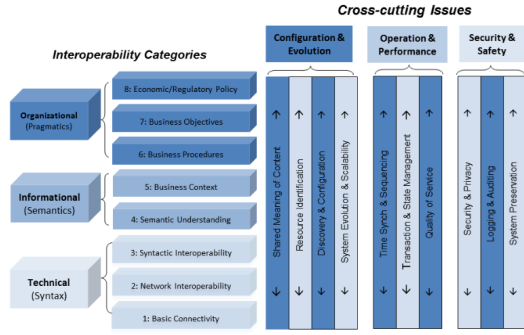 Cross-cutting Issues
Interoperability Categories
Configuration &
Evolution
Operation &
Performance
Security &
Safety
Organizational
(Pragmatics)
8: Economic/Regulatory Policy
7: Business Objectives
6: Business Procedures
Informational
(Semantics)
5: Business Context
4: Semantic Understanding
Technical
(Syntax)
3: Syntactic Interoperability
2: Network Interoperability
1: Basic Connectivity
Shared Meaning of Content
Resource Identification
Discovery & Configuration
System Evolution & Scalability
Time Synch & Sequencing
Transaction & State Management
Quality of Service
Security & Privacy
Logging & Auditing
System Preservation